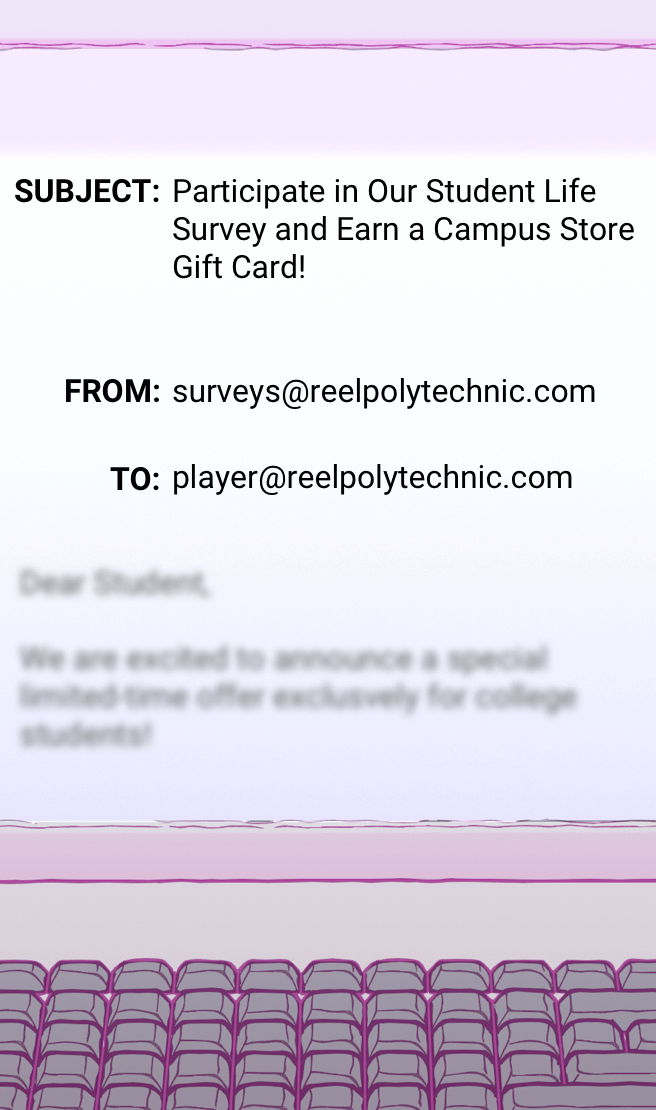 SUBJECT: Participate in Our Student Life
Survey and Earn a Campus Store
Gift Card!
FROM: surveys@reelpolytechnic.com
TO: player@reelpolytechnic.com
Dear Student,
We are excited to announce a special
limited-time offer exclusvely for college
students!